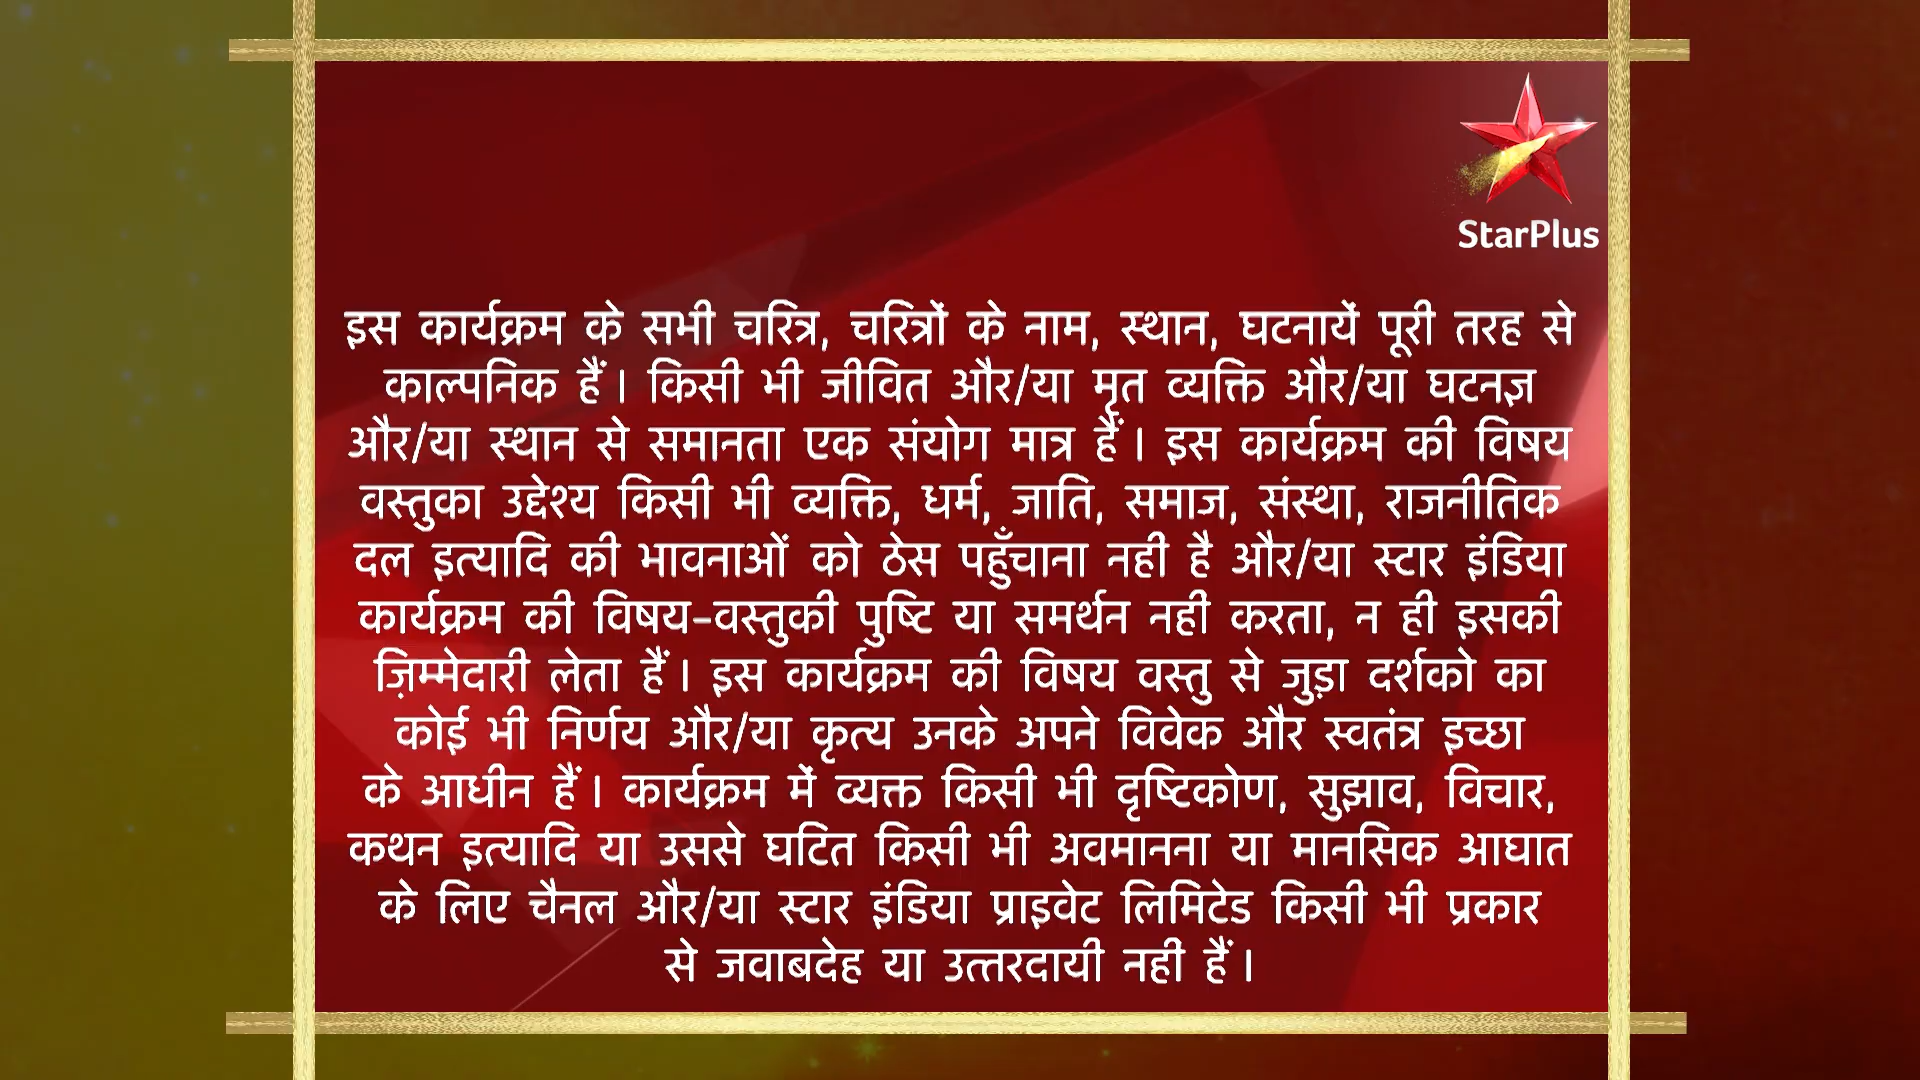 StarPlus
इस कार्यक्रम के सभी चरित्र, चरित्रों के नाम, स्थान, घटनायें पूरी तरह से
काल्पनिक हैं। किसी भी जीवित और/या मृत व्यक्ति और/या घटनज्ञ
और/या स्थान से समानता एक संयोग मात्र हैं। इस कार्यक्रम की विषय
वस्तुका उद्देश्य किसी भी व्यक्ति, धर्म, जाति, समाज, संस्था, राजनीतिक
दल इत्यादि की भावनाओं को ठेस पहुँचाना नही है और/या स्टार इंडिया
कार्यक्रम की विषय-वस्तुकी पुष्टि या समर्थन नही करता, न ही इसकी
ज़िम्मेदारी लेता हैं। इस कार्यक्रम की विषय वस्तु से जुड़ा दर्शको का
कोई भी निर्णय और/या कृत्य उनके अपने विवेक और स्वतंत्र इच्छा
के आधीन हैं। कार्यक्रम में व्यक्त किसी भी दृष्टिकोण, सुझाव, विचार,
कथन इत्यादि या उससे घटित किसी भी अवमानना या मानसिक आघात
के लिए चैनल और/या स्टार इंडिया प्राइवेट लिमिटेड किसी भी प्रकार
से जवाबदेह या उत्तरदायी नही हैं।